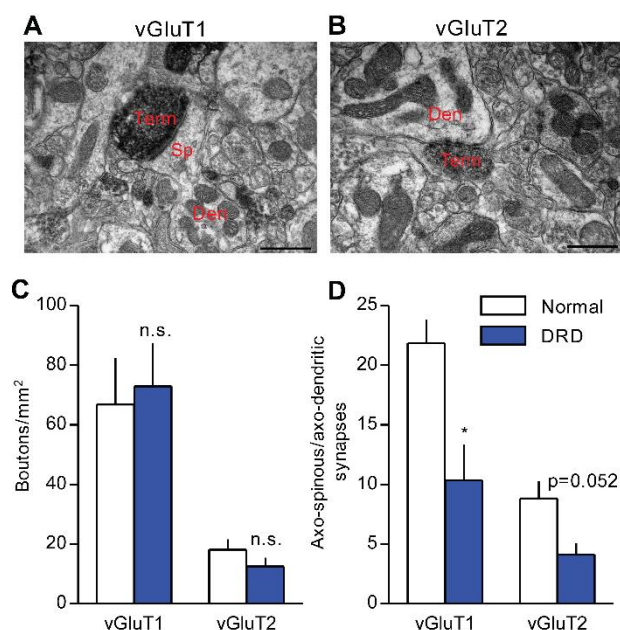 A vGluT1
Term
Sp
Den
B vGluT2
Den
Term
C
Boutons/mm²
100
80
60
40
20
0
n.s.
n.s.
vGluT1 vGluT2
D
Axo-spinous/axo-dendritic
synapses
25
20
15
10
5
0
Normal
DRD
*
p=0.052
vGluT1 vGluT2